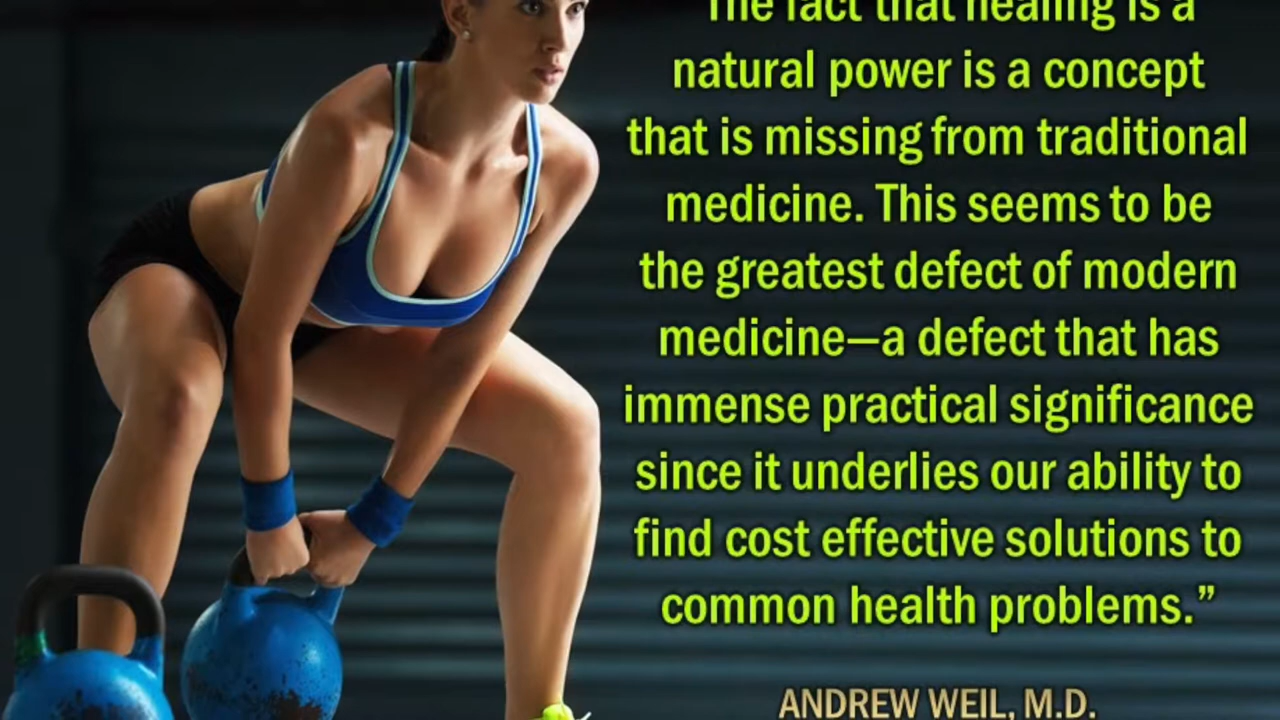 The fact that healing is a
natural power is a concept
that is missing from traditional
medicine. This seems to be
the greatest defect of modern
medicine—a defect that has
immense practical significance
since it underlies our ability to
find cost effective solutions to
common health problems.”
ANDREW WEIL, M.D.